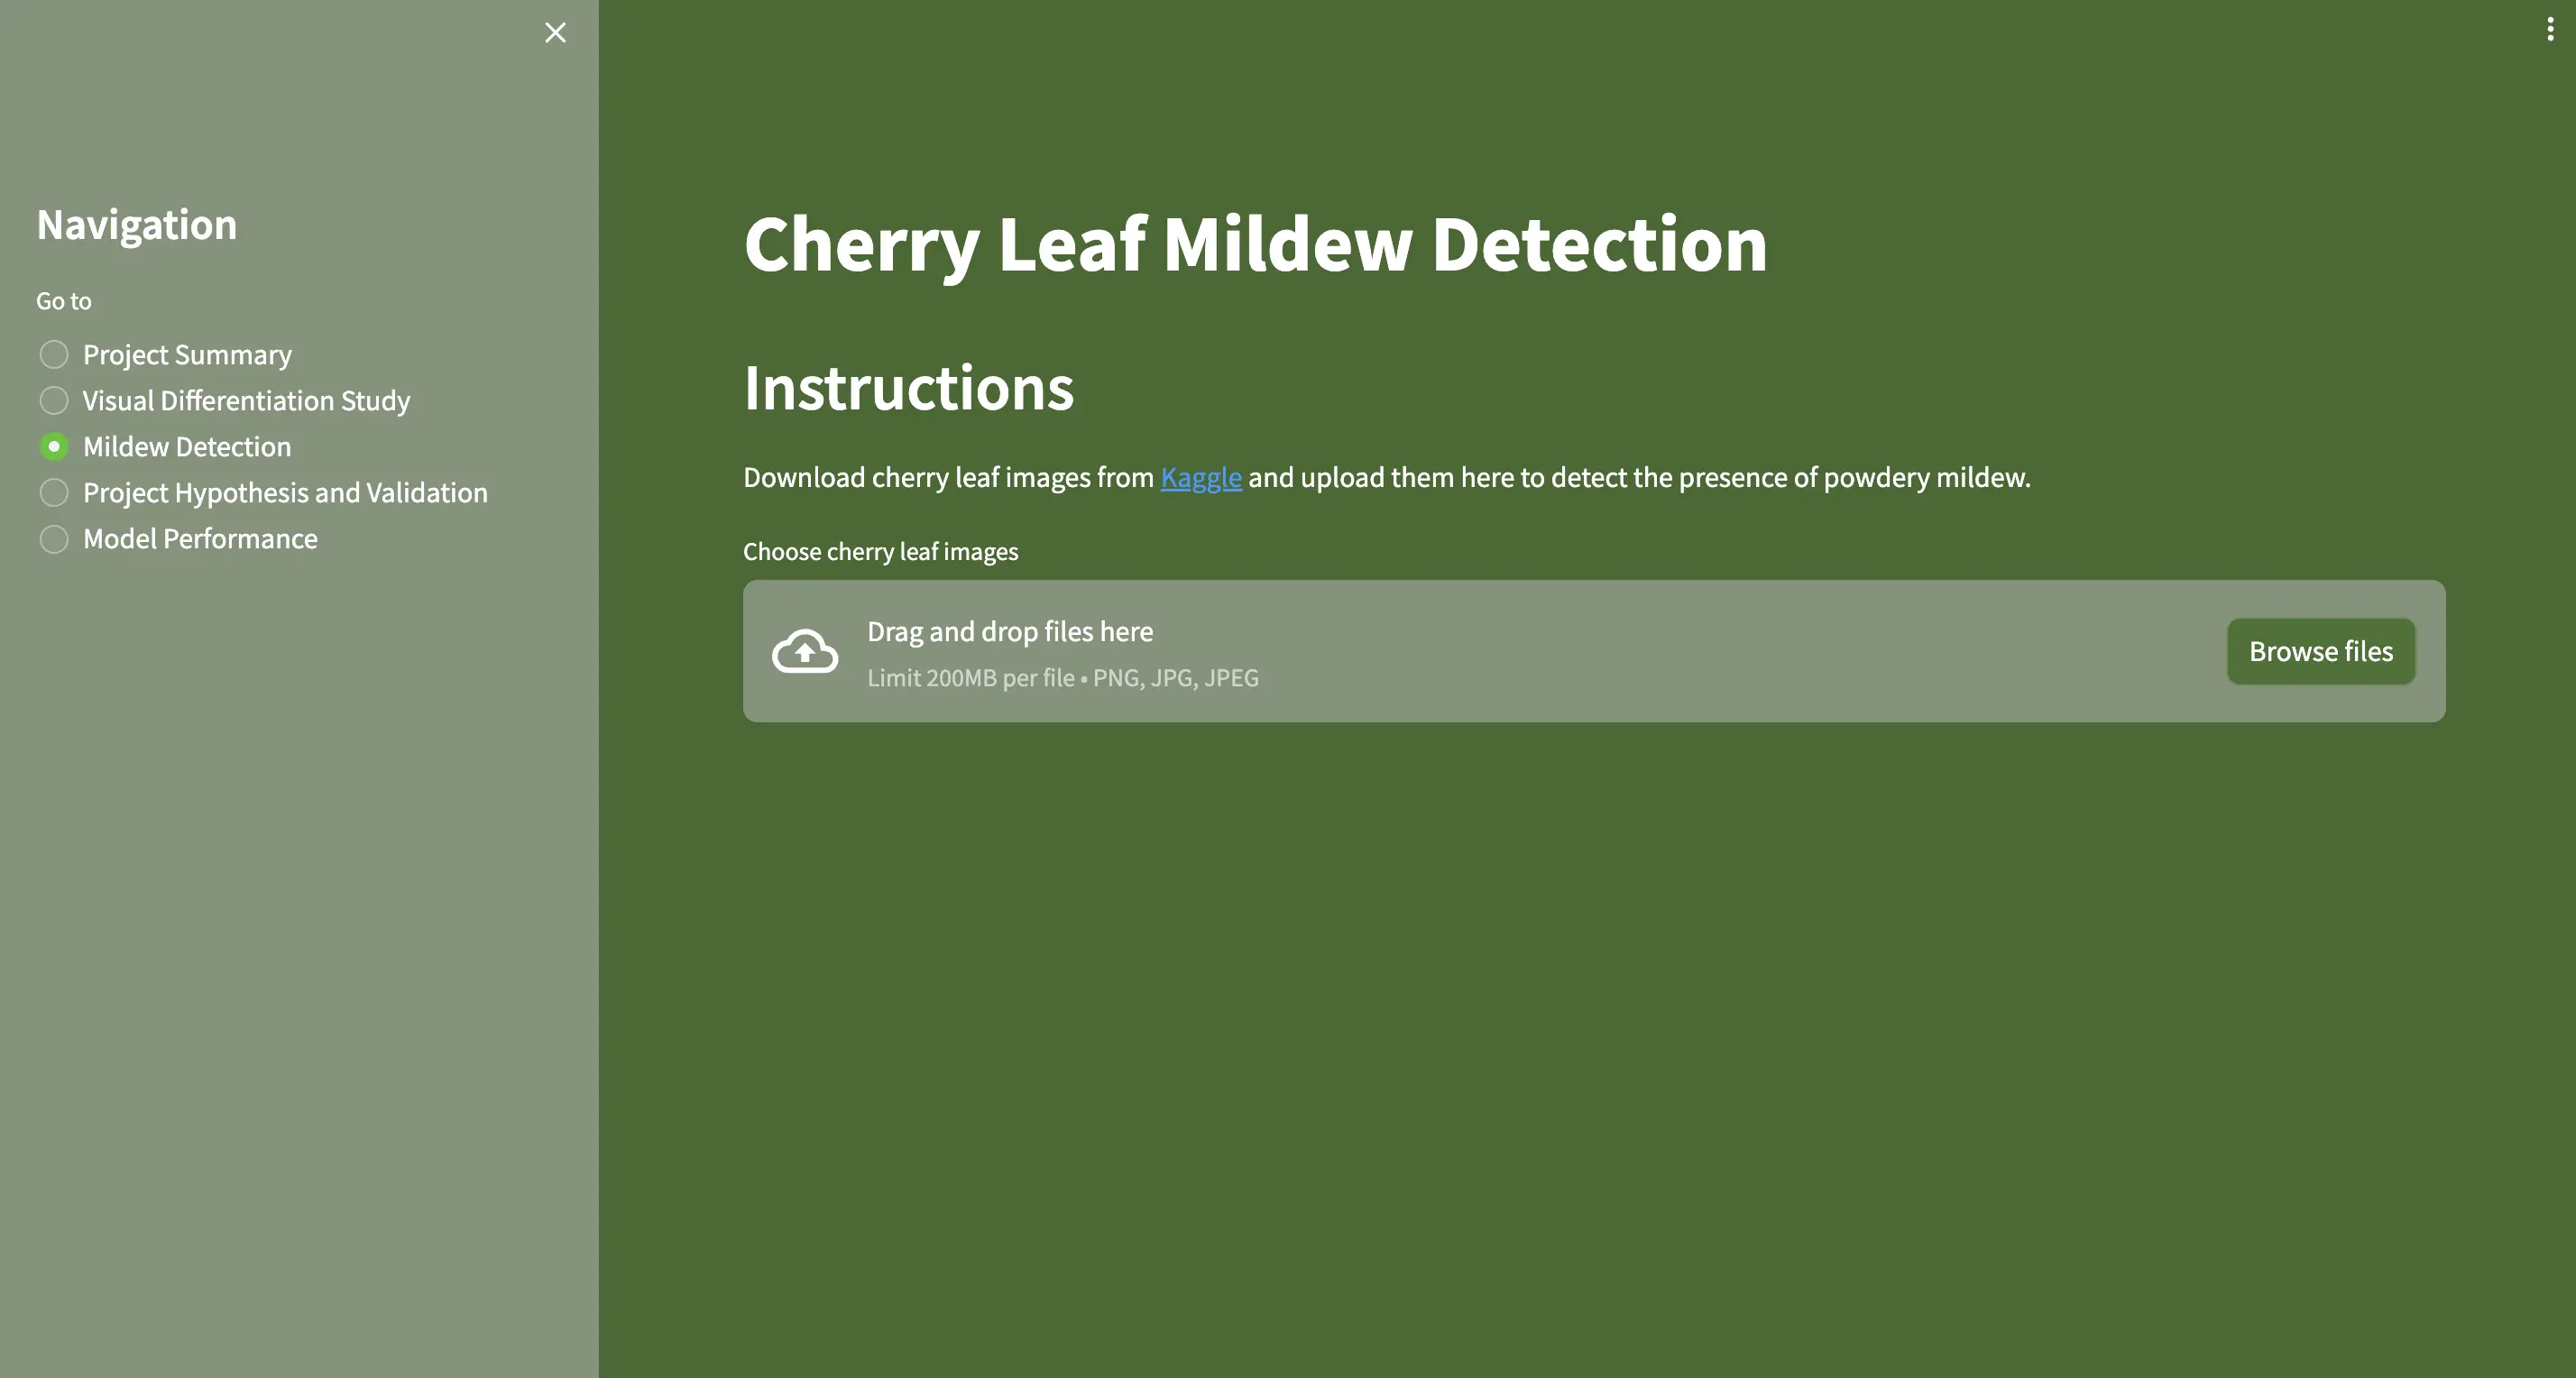 Navigation
Go to
Project Summary
Visual Differentiation Study
Mildew Detection
Project Hypothesis and Validation
Model Performance
Cherry Leaf Mildew Detection
Instructions
Download cherry leaf images from Kaggle and upload them here to detect the presence of powdery mildew.
Choose cherry leaf images
Drag and drop files here
Limit 200MB per file • PNG, JPG, JPEG
Browse files